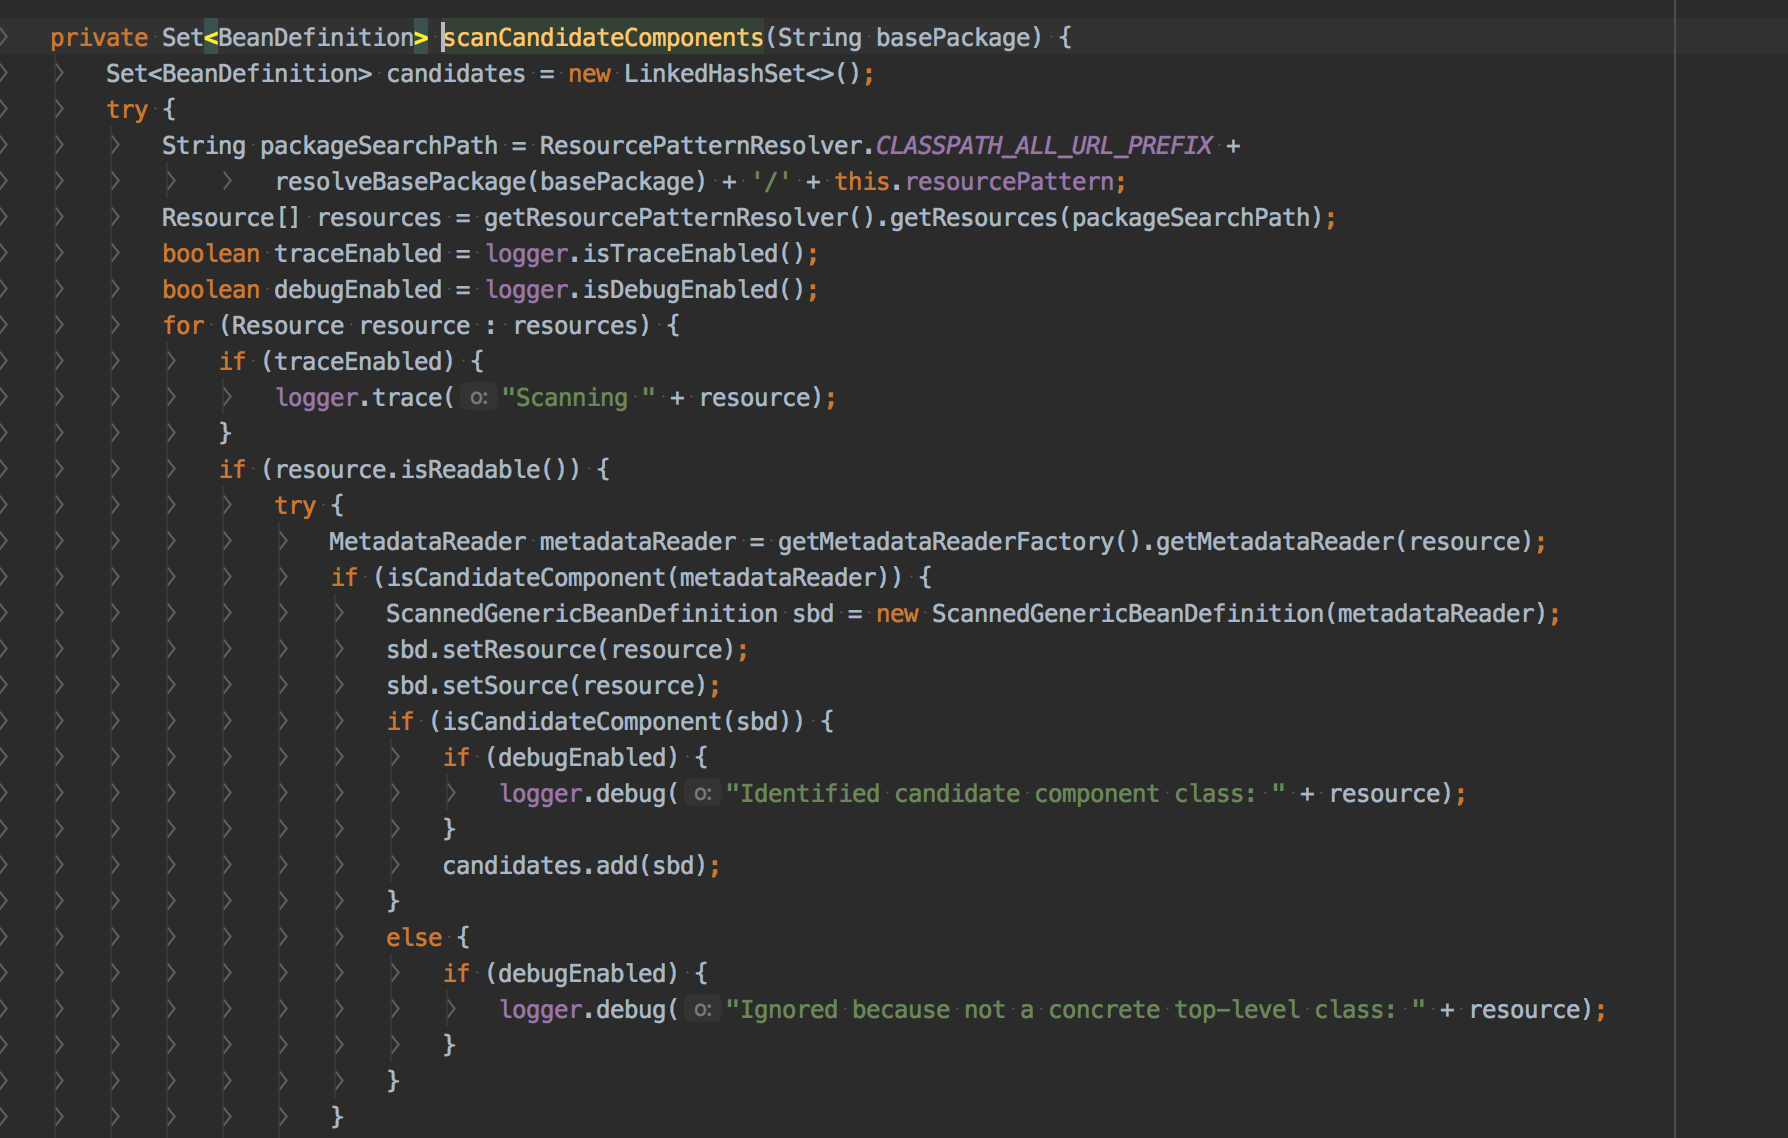 private Set<BeanDefinition> scanCandidateComponents(String basePackage) {
Set<BeanDefinition> candidates = new LinkedHashSet<>();
try {
String packageSearchPath = ResourcePatternResolver.CLASSPATH_ALL_URL_PREFIX +
resolveBasePackage(basePackage) + '/' + this.resourcePattern;
Resource[] resources = getResourcePatternResolver().getResources(packageSearchPath);
boolean traceEnabled = logger.isTraceEnabled();
boolean debugEnabled = logger.isDebugEnabled();
for (Resource resource : resources) {
if (traceEnabled) {
logger.trace( o: "Scanning " + resource);
}
if (resource.isReadable()) {
try {
MetadataReader metadataReader = getMetadataReaderFactory().getMetadataReader(resource);
if (isCandidateComponent(metadataReader)) {
ScannedGenericBeanDefinition sbd = new ScannedGenericBeanDefinition(metadataReader);
sbd.setResource(resource);
sbd.setSource(resource);
if (isCandidateComponent(sbd)) {
if (debugEnabled) {
logger.debug( o: "Identified candidate component class: " + resource);
}
candidates.add(sbd);
}
else {
if (debugEnabled) {
logger.debug( o: "Ignored because not a concrete top-level class: " + resource);
}
}
}